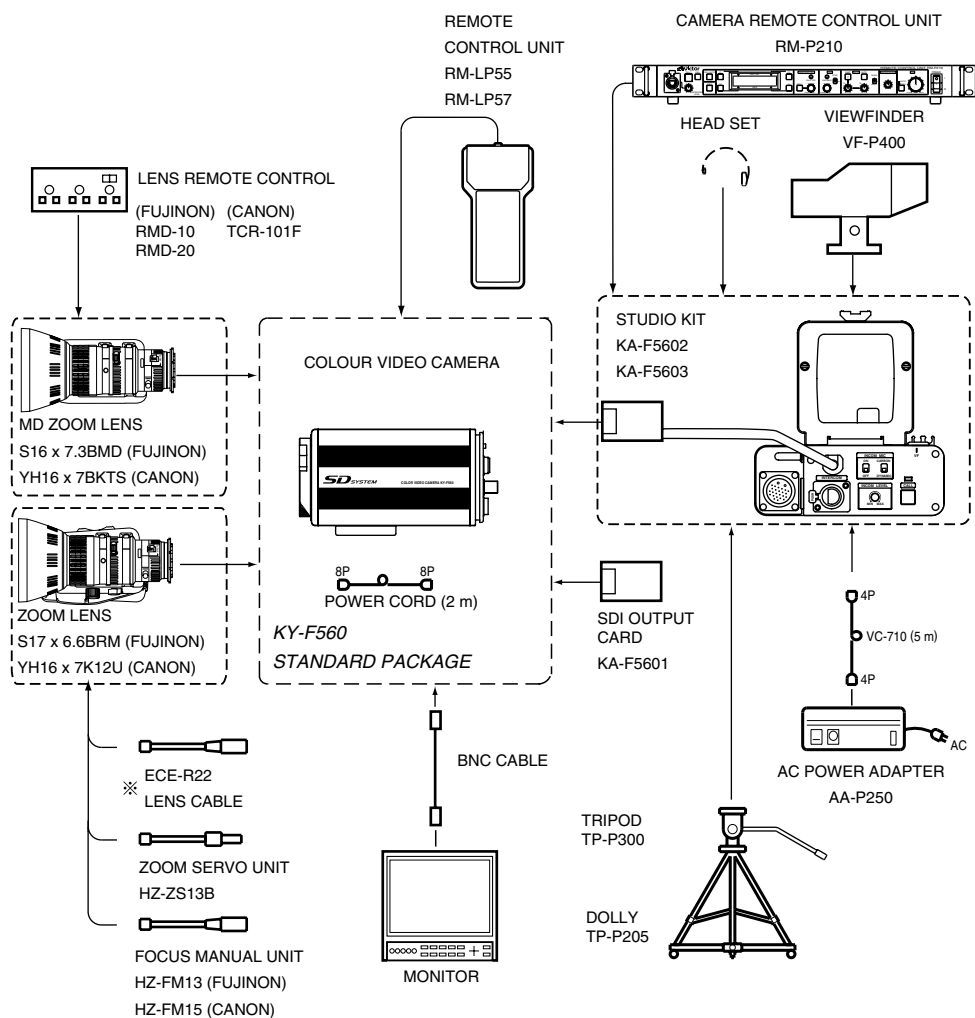 REMOTE
CONTROL UNIT
RM-LP55
RM-LP57
CAMERA REMOTE CONTROL UNIT
RM-P210
HEAD SET
VIEWFINDER
VF-P400
LENS REMOTE CONTROL
(FUJINON) (CANON)
RMD-10 TCR-101F
RMD-20
MD ZOOM LENS
S16 x 7.3BMD (FUJINON)
YH16 x 7BKTS (CANON)
ZOOM LENS
S17 x 6.6BRM (FUJINON)
YH16 x 7K12U (CANON)
COLOUR VIDEO CAMERA
SD SYSTEM
8P 8P
POWER CORD (2 m)
KY-F560
STANDARD PACKAGE
STUDIO KIT
KA-F5602
KA-F5603
VF
INTERCOM
SDI OUTPUT
CARD
KA-F5601
4P
VC-710 (5 m)
4P
AC
AC POWER ADAPTER
AA-P250
※ ECE-R22
LENS CABLE
ZOOM SERVO UNIT
HZ-ZS13B
FOCUS MANUAL UNIT
HZ-FM13 (FUJINON)
HZ-FM15 (CANON)
BNC CABLE
MONITOR
TRIPOD
TP-P300
DOLLY
TP-P205